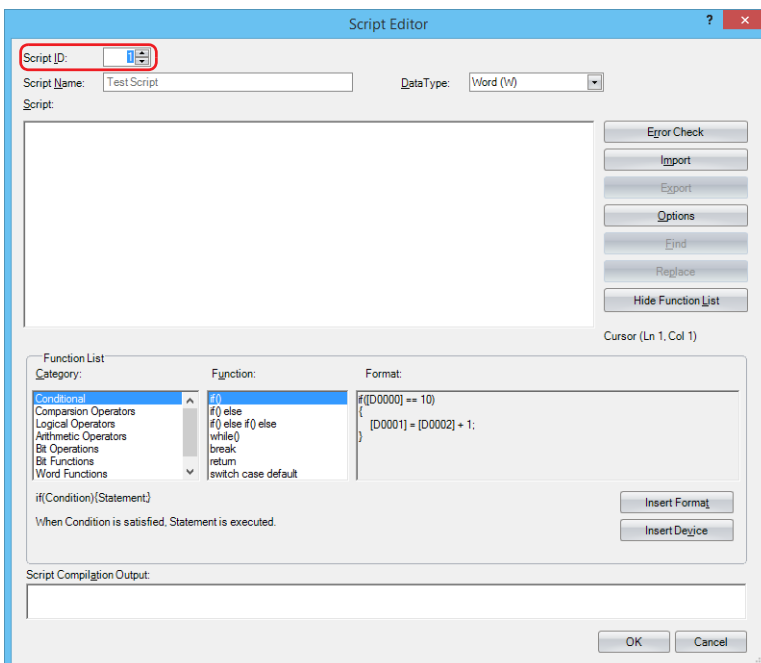 Script Editor
? ×
Script ID: 1
Script Name: Test Script DataType: Word (W)
Script:
Error Check
Import
Export
Options
Find
Replace
Hide Function List
Cursor (Ln 1, Col 1)
Function List
Category: Function: Format:
Conditional
Comparsion Operators
Logical Operators
Arithmetic Operators
Bit Operations
Bit Functions
Word Functions
if()
if() else
if() else if() else
while()
break
return
switch case default
if([D0000] == 10)
{
[D0001] = [D0002] + 1;
}
if(Condition){Statement;}
When Condition is satisfied, Statement is executed.
Insert Format
Insert Device
Script Compilation Output:
OK Cancel